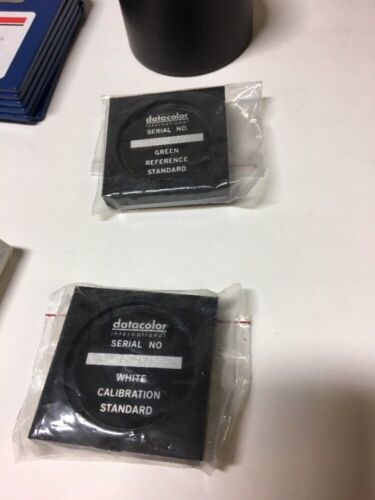 datacolor
international
SERIAL NO.
GREEN
REFERENCE
STANDARD
datacolor
international
SERIAL NO
WHITE
CALIBRATION
STANDARD